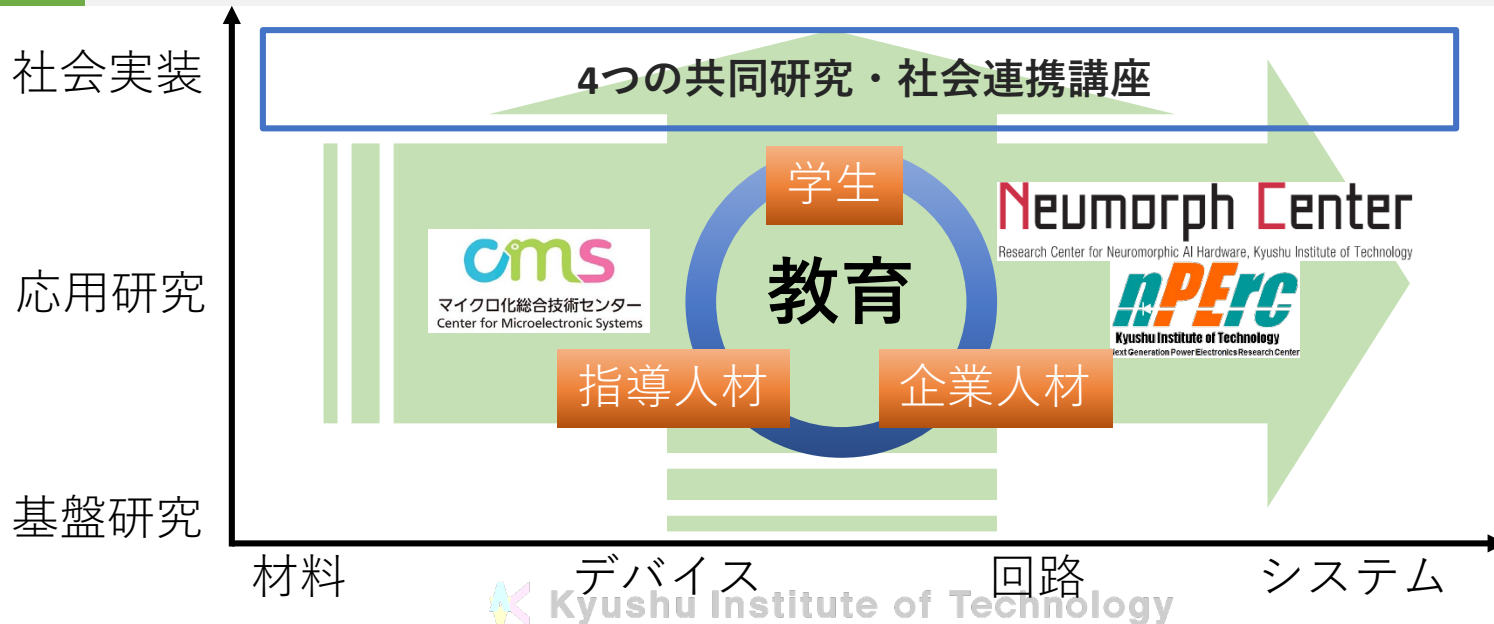 社会実装
4つの共同研究・社会連携講座
学生
Neumorph Center
Research Center for Neuromorphic AI Hardware, Kyushu Institute of Technology
cms
マイクロ化総合技術センター
Center for Microelectronic Systems
応用研究
教育
nPErc
Kyushu Institute of Technology
Next Generation Power Electronics Research Center
指導人材
企業人材
基盤研究
材料
デバイス
回路
システム
Kyushu Institute of Technology